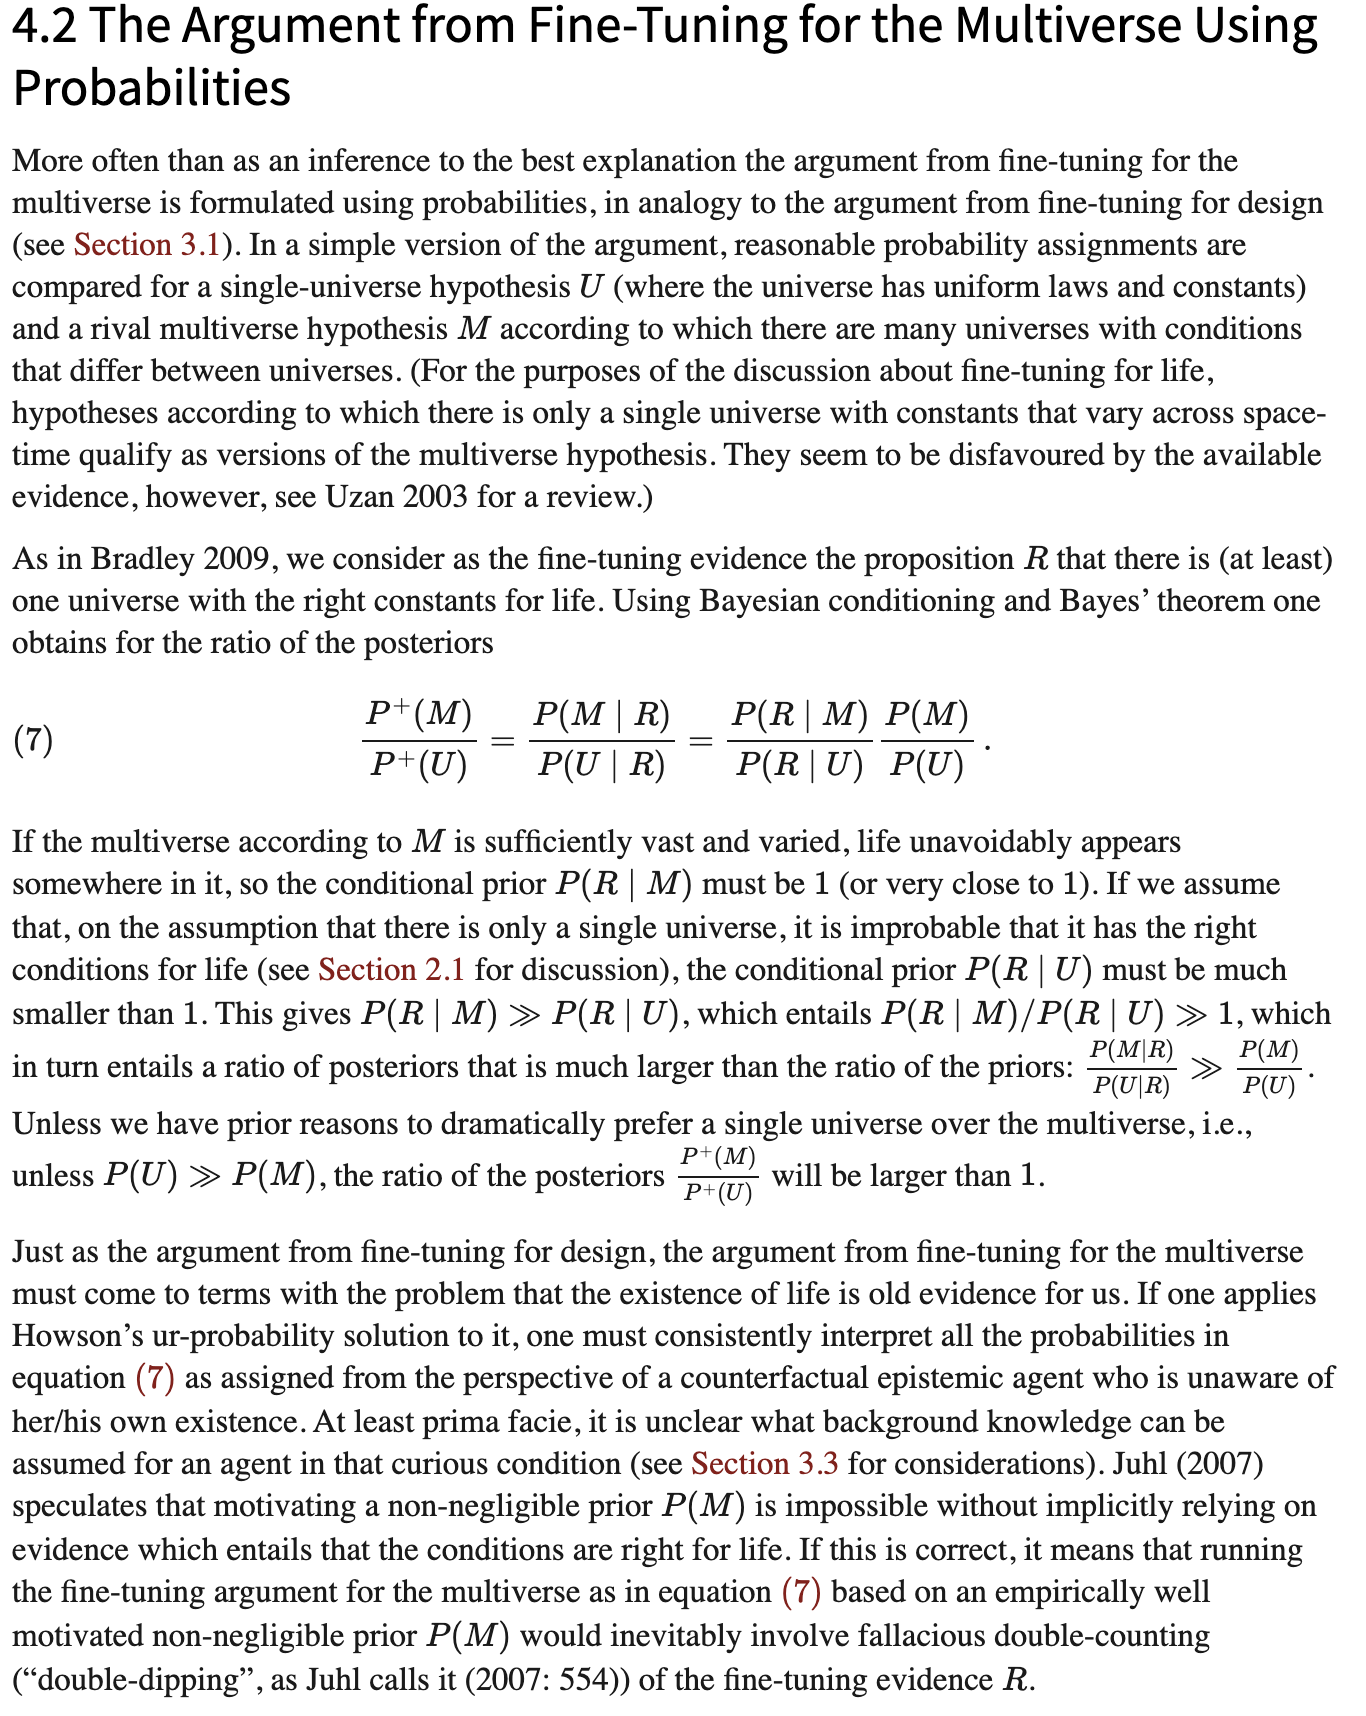 4.2 The Argument from Fine-Tuning for the Multiverse Using
Probabilities
More often than as an inference to the best explanation the argument from fine-tuning for the
multiverse is formulated using probabilities, in analogy to the argument from fine-tuning for design
(see Section 3.1). In a simple version of the argument, reasonable probability assignments are
compared for a single-universe hypothesis U (where the universe has uniform laws and constants)
and a rival multiverse hypothesis M according to which there are many universes with conditions
that differ between universes. (For the purposes of the discussion about fine-tuning for life,
hypotheses according to which there is only a single universe with constants that vary across space-
time qualify as versions of the multiverse hypothesis. They seem to be disfavoured by the available
evidence, however, see Uzan 2003 for a review.)
As in Bradley 2009, we consider as the fine-tuning evidence the proposition R that there is (at least)
one universe with the right constants for life. Using Bayesian conditioning and Bayes’ theorem one
obtains for the ratio of the posteriors
(7) P⁺(M)/P⁺(U) = P(M | R)/P(U | R) = P(R | M)/P(R | U) P(M)/P(U) .
If the multiverse according to M is sufficiently vast and varied, life unavoidably appears
somewhere in it, so the conditional prior P(R | M) must be 1 (or very close to 1). If we assume
that, on the assumption that there is only a single universe, it is improbable that it has the right
conditions for life (see Section 2.1 for discussion), the conditional prior P(R | U) must be much
smaller than 1. This gives P(R | M) ≫ P(R | U), which entails P(R | M)/P(R | U) ≫ 1, which
in turn entails a ratio of posteriors that is much larger than the ratio of the priors: P(M|R)/P(U|R) ≫ P(M)/P(U) .
Unless we have prior reasons to dramatically prefer a single universe over the multiverse, i.e.,
unless P(U) ≫ P(M), the ratio of the posteriors P⁺(M)/P⁺(U) will be larger than 1.
Just as the argument from fine-tuning for design, the argument from fine-tuning for the multiverse
must come to terms with the problem that the existence of life is old evidence for us. If one applies
Howson’s ur-probability solution to it, one must consistently interpret all the probabilities in
equation (7) as assigned from the perspective of a counterfactual epistemic agent who is unaware of
her/his own existence. At least prima facie, it is unclear what background knowledge can be
assumed for an agent in that curious condition (see Section 3.3 for considerations). Juhl (2007)
speculates that motivating a non-negligible prior P(M) is impossible without implicitly relying on
evidence which entails that the conditions are right for life. If this is correct, it means that running
the fine-tuning argument for the multiverse as in equation (7) based on an empirically well
motivated non-negligible prior P(M) would inevitably involve fallacious double-counting
(“double-dipping”, as Juhl calls it (2007: 554)) of the fine-tuning evidence R.